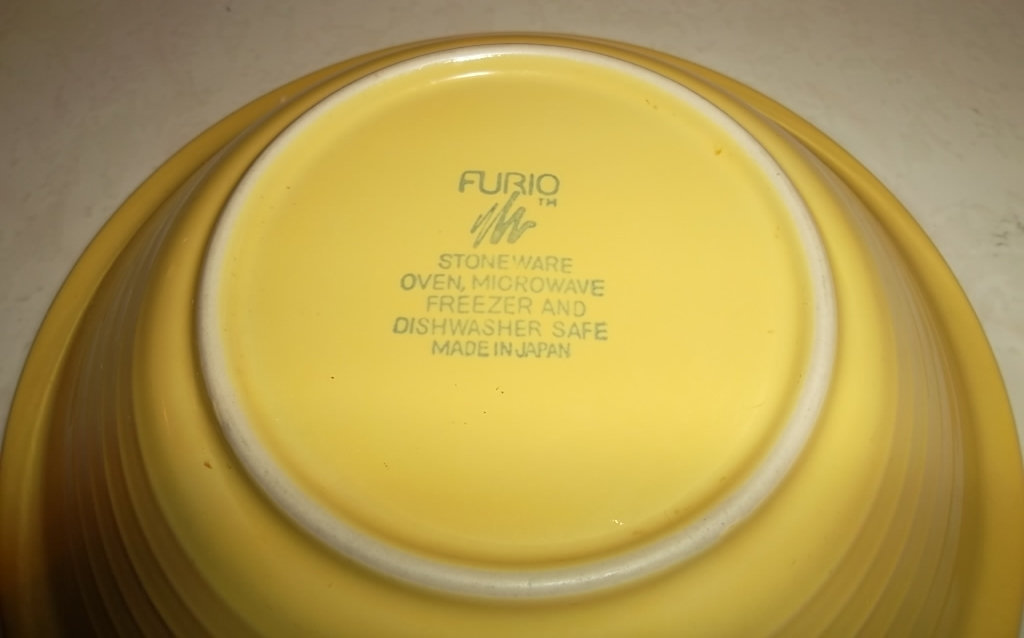 FURIO
TM
STONEWARE
OVEN, MICROWAVE
FREEZER AND
DISHWASHER SAFE
MADE IN JAPAN